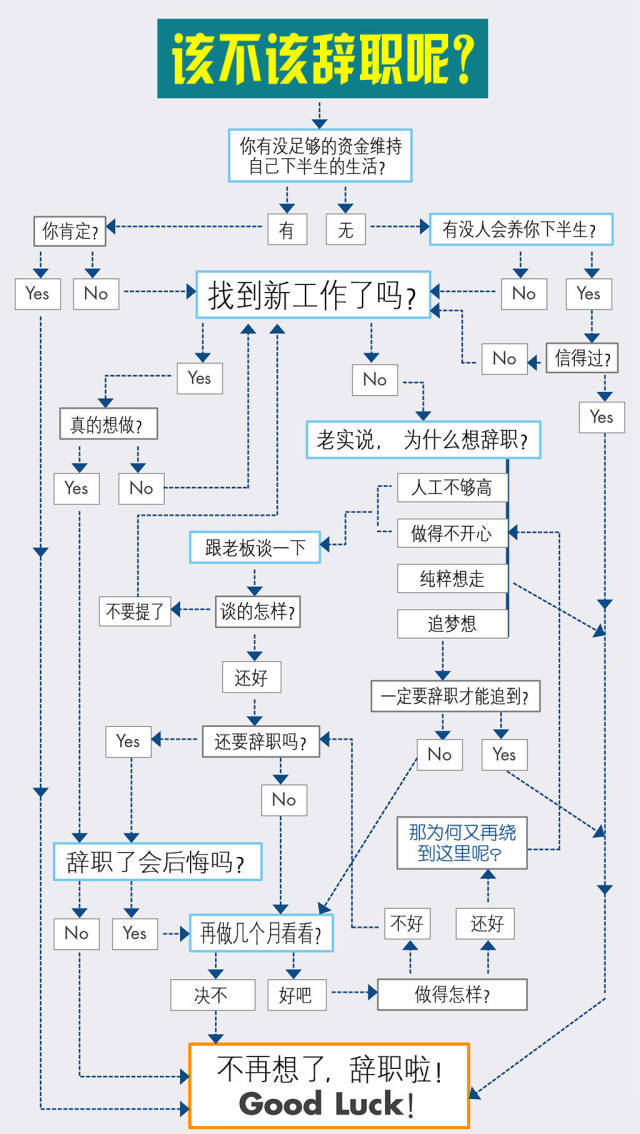 该不该辞职呢?
你有没足够的资金维持
自己下半生的生活?
你肯定?
有
无
有没人会养你下半生?
Yes
No
找到新工作了吗?
No
Yes
Yes
No
No
信得过?
真的想做?
Yes
老实说, 为什么想辞职?
Yes
No
人工不够高
做得不开心
跟老板谈一下
纯粹想走
不要提了
谈的怎样?
追梦想
还好
一定要辞职才能追到?
Yes
还要辞职吗?
No
Yes
No
辞职了会后悔吗?
那为何又再绕
到这里呢?
No
Yes
再做几个月看看?
不好
还好
决不
好吧
做得怎样?
不再想了, 辞职啦!
Good Luck!